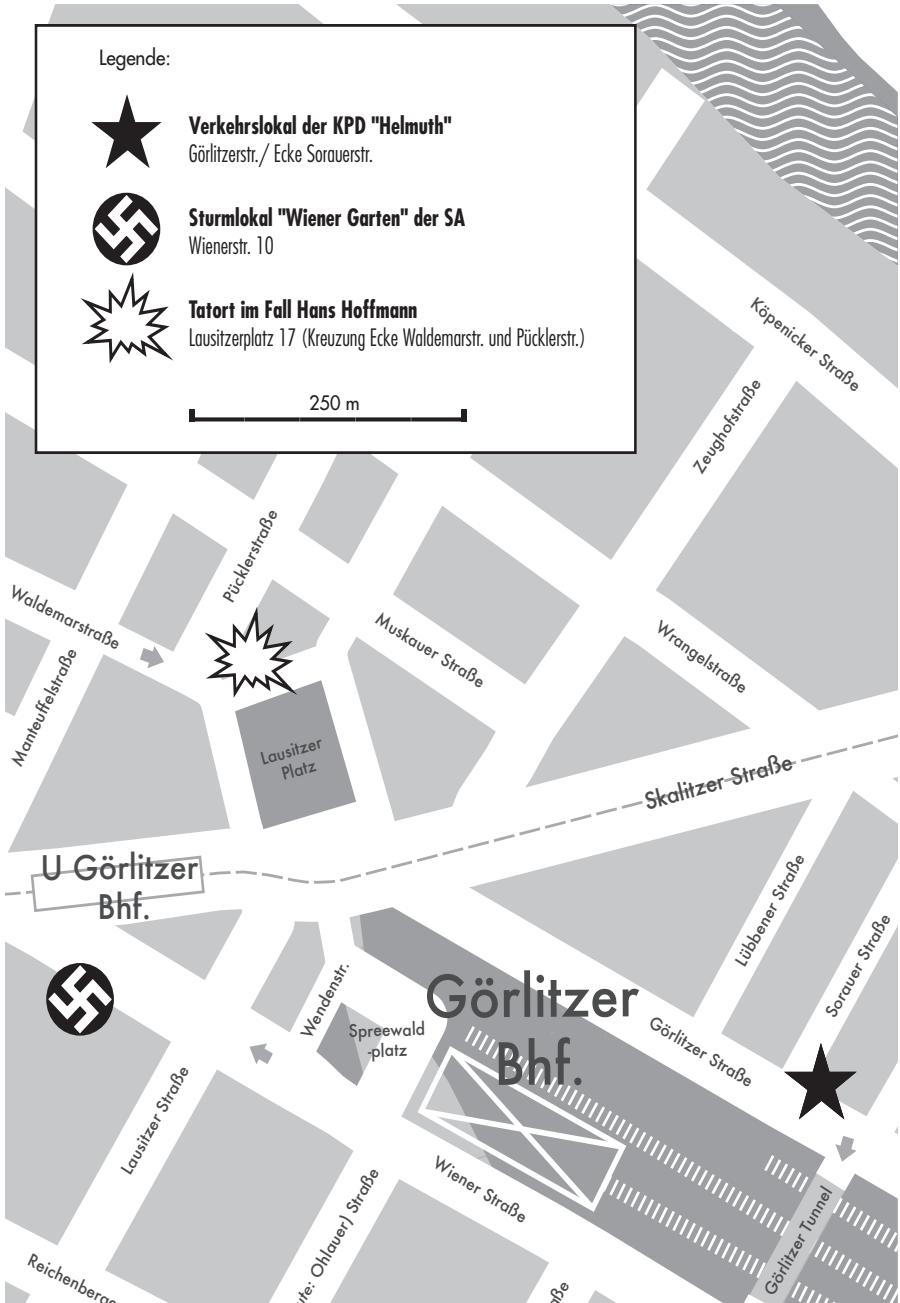 Legende:
Verkehrslokal der KPD "Helmuth"
Görlitzerstr./ Ecke Sorauerstr.
Sturmlokal "Wiener Garten" der SA
Wienerstr. 10
Tatort im Fall Hans Hoffmann
Lausitzerplatz 17 (Kreuzung Ecke Waldemarstr. und Pücklerstr.)
250 m
Köpenicker Straße
Zeughofstraße
Pücklerstraße
Waldemarstraße
Muskauer Straße
Wrangelstraße
Manteuffelstraße
Lausitzer
Platz
Skalitzer Straße
U Görlitzer
Bhf.
Lübbener Straße
Sorauer Straße
Wendenstr.
Görlitzer
Bhf.
Spreewald
-platz
Görlitzer Straße
Lausitzer Straße
Wiener Straße
Görlitzer Tunnel
Ohlauer) Straße